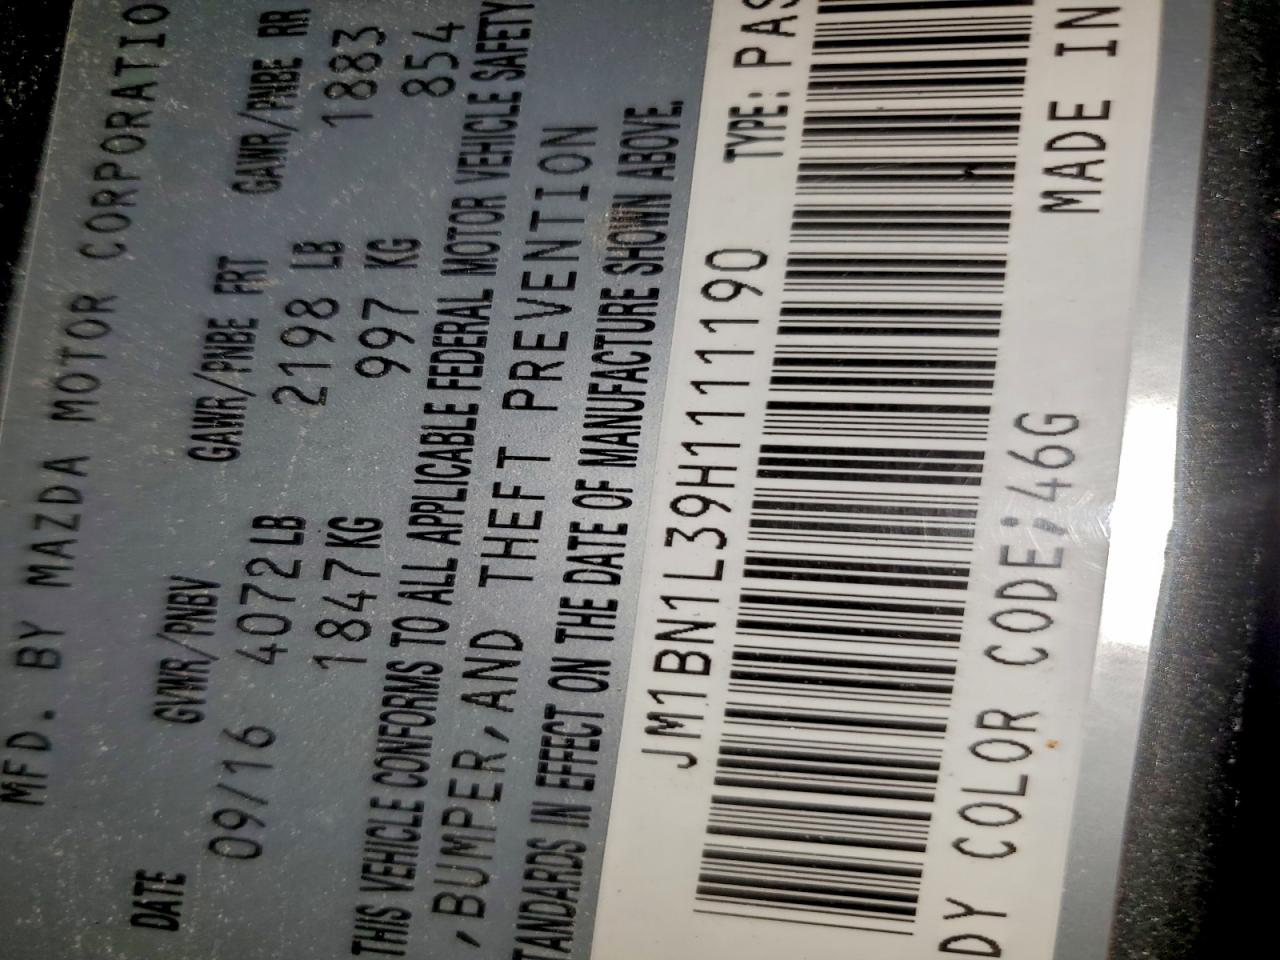 MFD. BY MAZDA MOTOR CORPORATIO
DATE GVWR/PNBV GAWR/PNBE FRT GAWR/PNBE RR
09/16 4072LB 2198 LB 1883
1847KG 997 KG 854
THIS VEHICLE CONFORMS TO ALL APPLICABLE FEDERAL MOTOR VEHICLE SAFETY
,BUMPER,AND THEFT PREVENTION
TANDARDS IN EFFECT ON THE DATE OF MANUFACTURE SHOWN ABOVE.
JM1BN1L39H1111190 TYPE: PAS
DY COLOR CODE:46G MADE IN